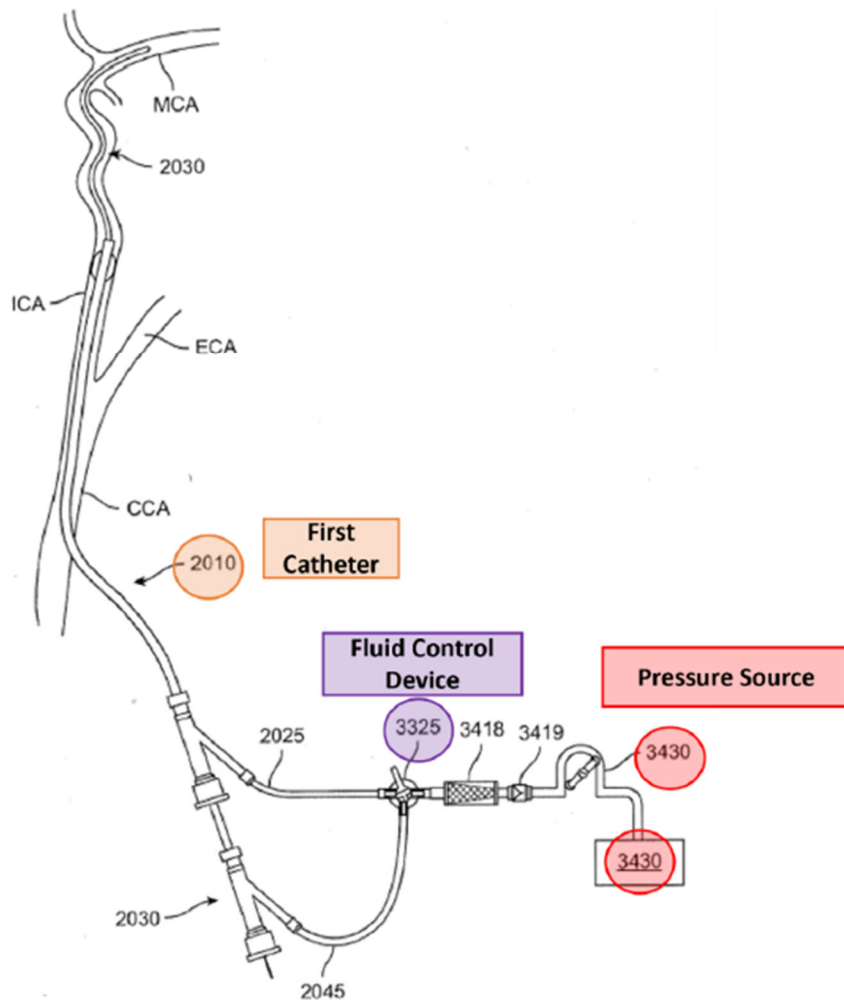 MCA
2030
ICA
ECA
CCA
2010
First
Catheter
Fluid Control
Device
Pressure Source
3325
3418
3419
3430
2025
3430
2030
2045